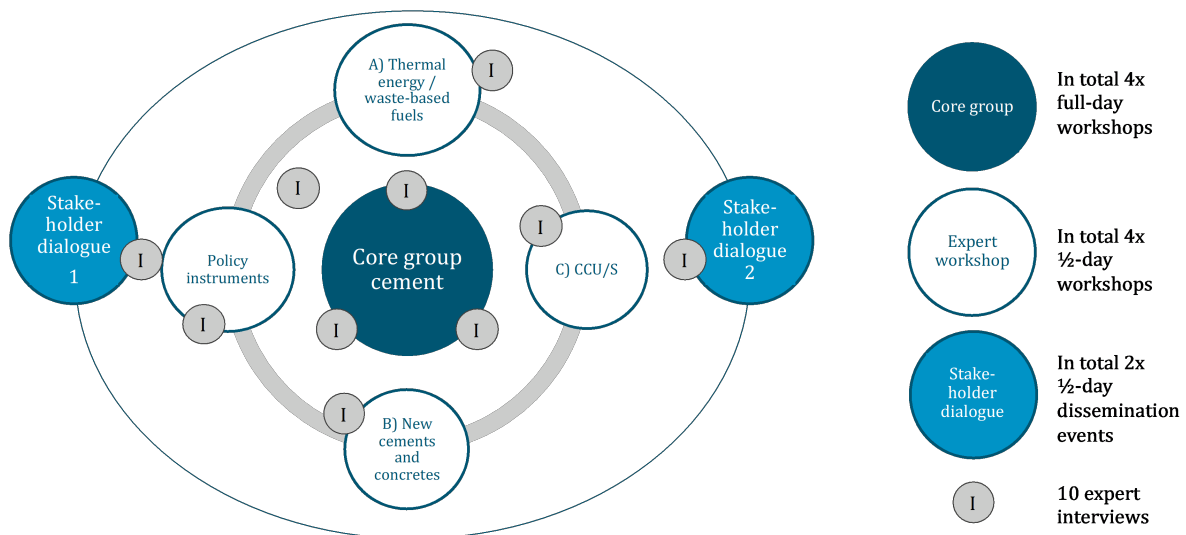 A) Thermal
energy /
waste-based
fuels
I
I
Stake-
holder
dialogue
1
I
Policy
instruments
I
I
Core group
cement
I
I
I
C) CCU/S
Stake-
holder
dialogue
2
I
I
B) New
cements
and
concretes
Core group
In total 4x
full-day
workshops
Expert
workshop
In total 4x
½-day
workshops
Stake-
holder
dialogue
In total 2x
½-day
dissemination
events
I
10 expert
interviews